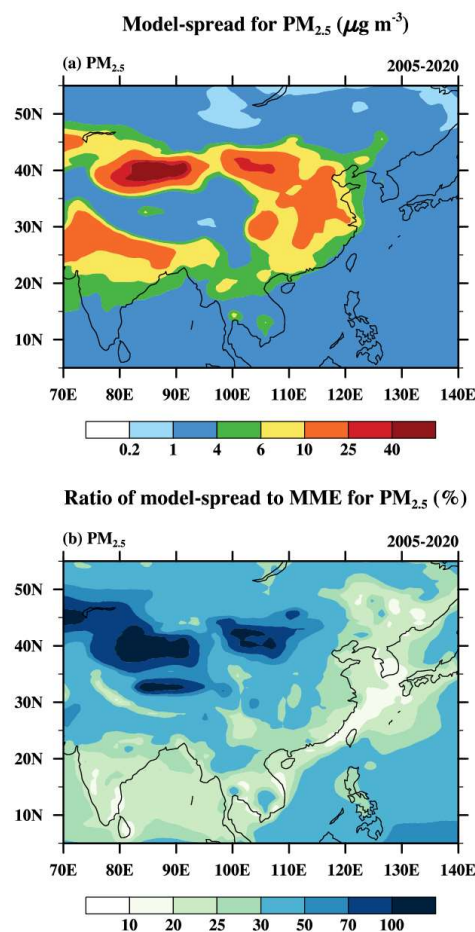 Model-spread for PM2.5 (μg m-3)
(a) PM2.5 2005-2020
50N
40N
30N
20N
10N
70E 80E 90E 100E 110E 120E 130E 140E
0.2 1 4 6 10 25 40
Ratio of model-spread to MME for PM2.5 (%)
(b) PM2.5 2005-2020
50N
40N
30N
20N
10N
70E 80E 90E 100E 110E 120E 130E 140E
10 20 25 30 50 70 100